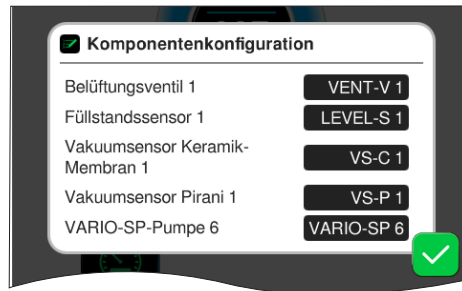 Komponentenkonfiguration
Belüftungsventil 1 VENT-V 1
Füllstandssensor 1 LEVEL-S 1
Vakuumsensor Keramik-
Membran 1 VS-C 1
Vakuumsensor Pirani 1 VS-P 1
VARIO-SP-Pumpe 6 VARIO-SP 6